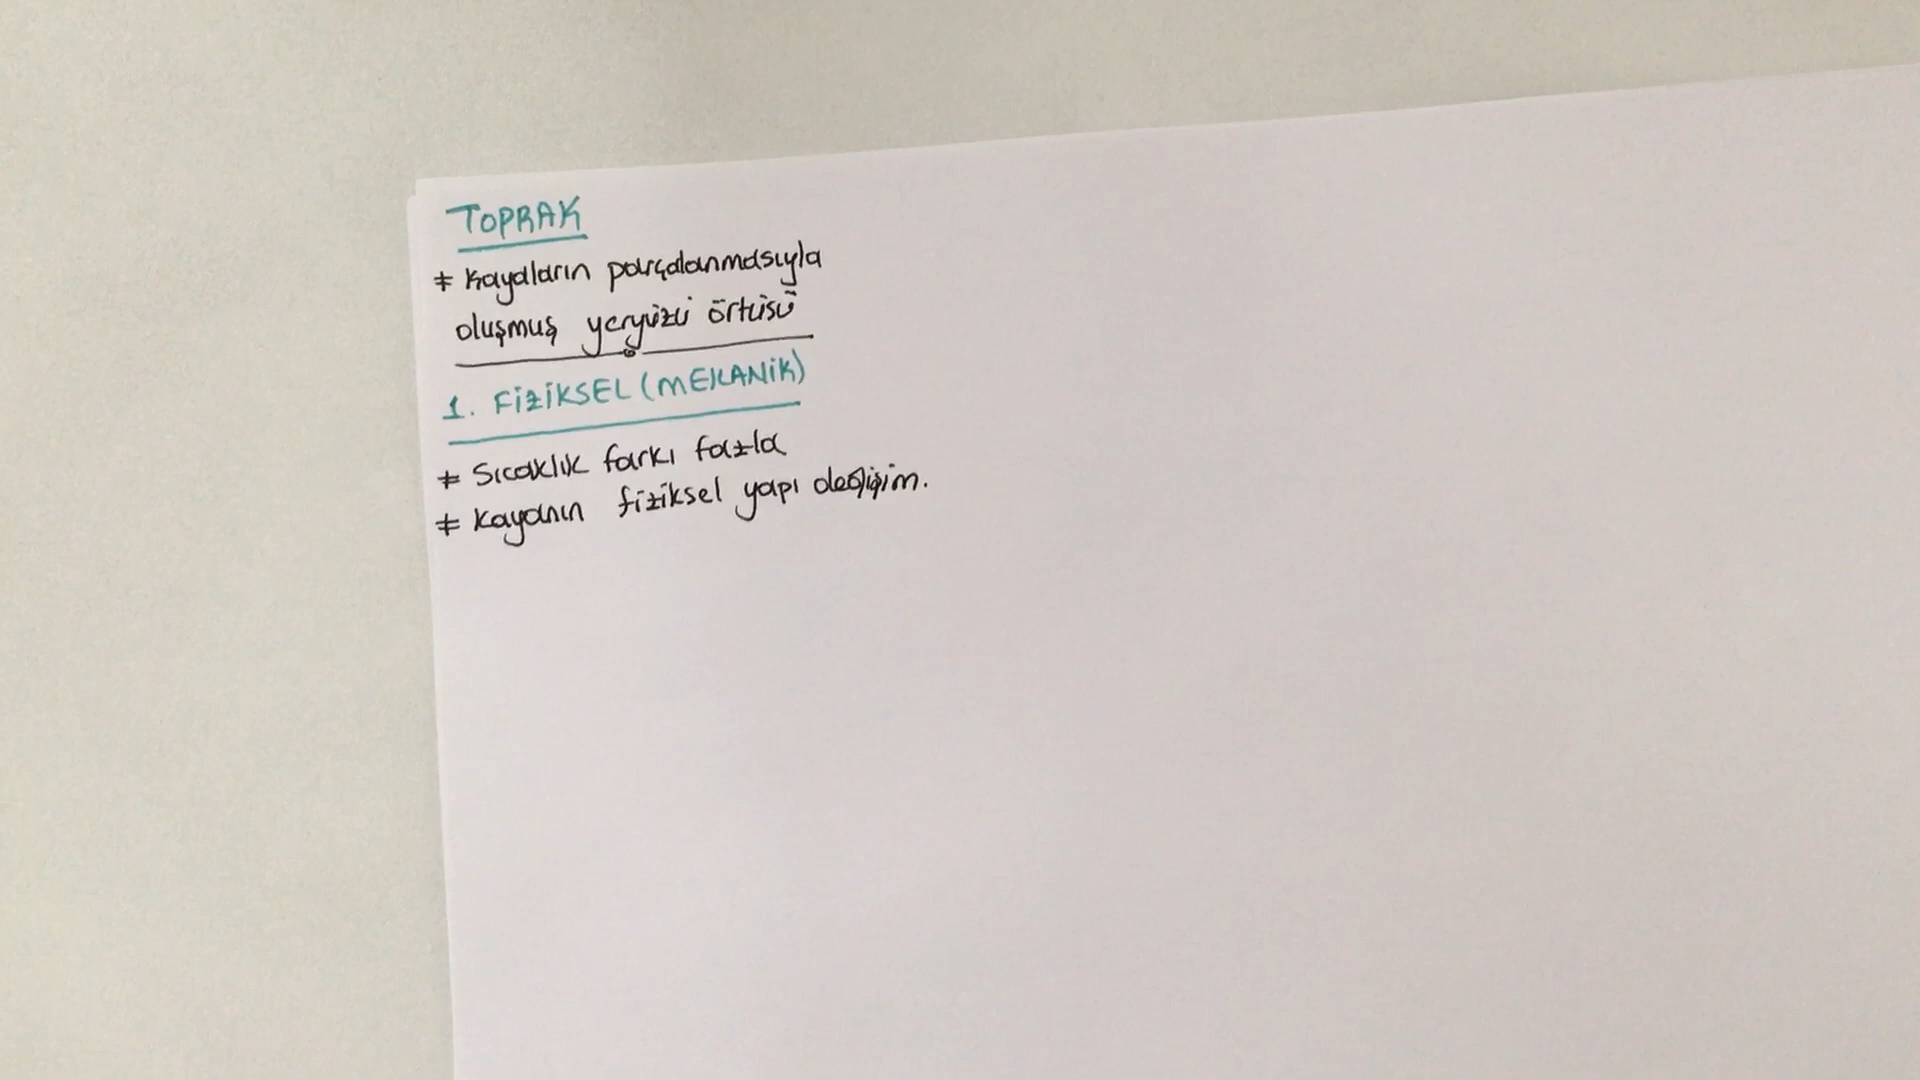 TOPRAK
* Kayaların parçalanmasıyla
oluşmuş yeryüzü örtüsü
1. FİZİKSEL (MEKANİK)
* Sıcaklık farkı fazla
* Kayanın fiziksel yapı değişim.